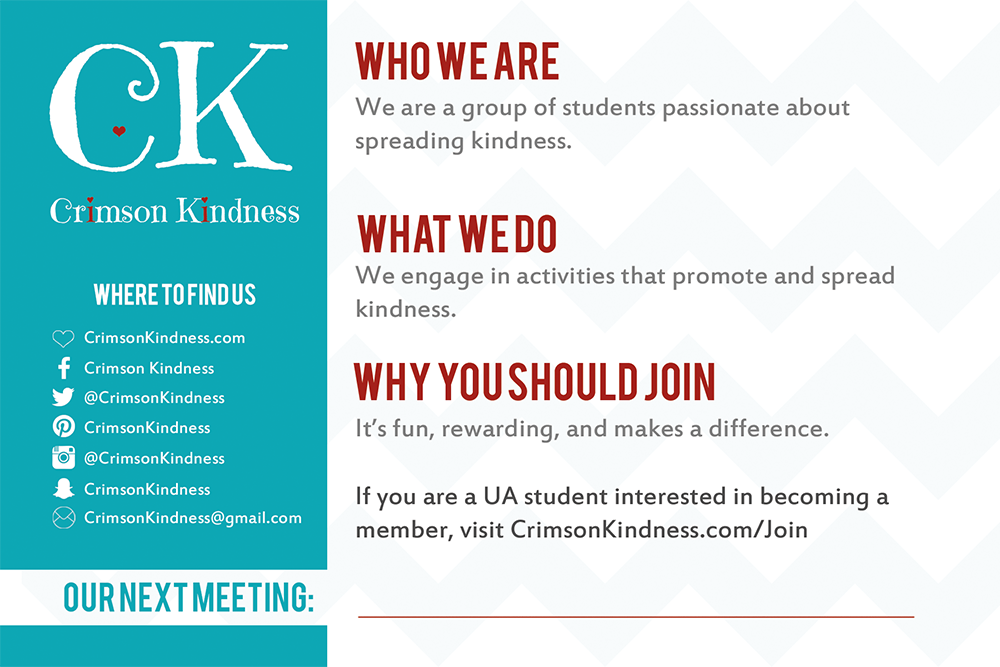 CK
Crimson Kindness
WHERE TO FIND US
CrimsonKindness.com
Crimson Kindness
@CrimsonKindness
CrimsonKindness
@CrimsonKindness
CrimsonKindness
CrimsonKindness@gmail.com
OUR NEXT MEETING:
WHO WE ARE
We are a group of students passionate about
spreading kindness.
WHAT WE DO
We engage in activities that promote and spread
kindness.
WHY YOU SHOULD JOIN
It's fun, rewarding, and makes a difference.
If you are a UA student interested in becoming a
member, visit CrimsonKindness.com/Join